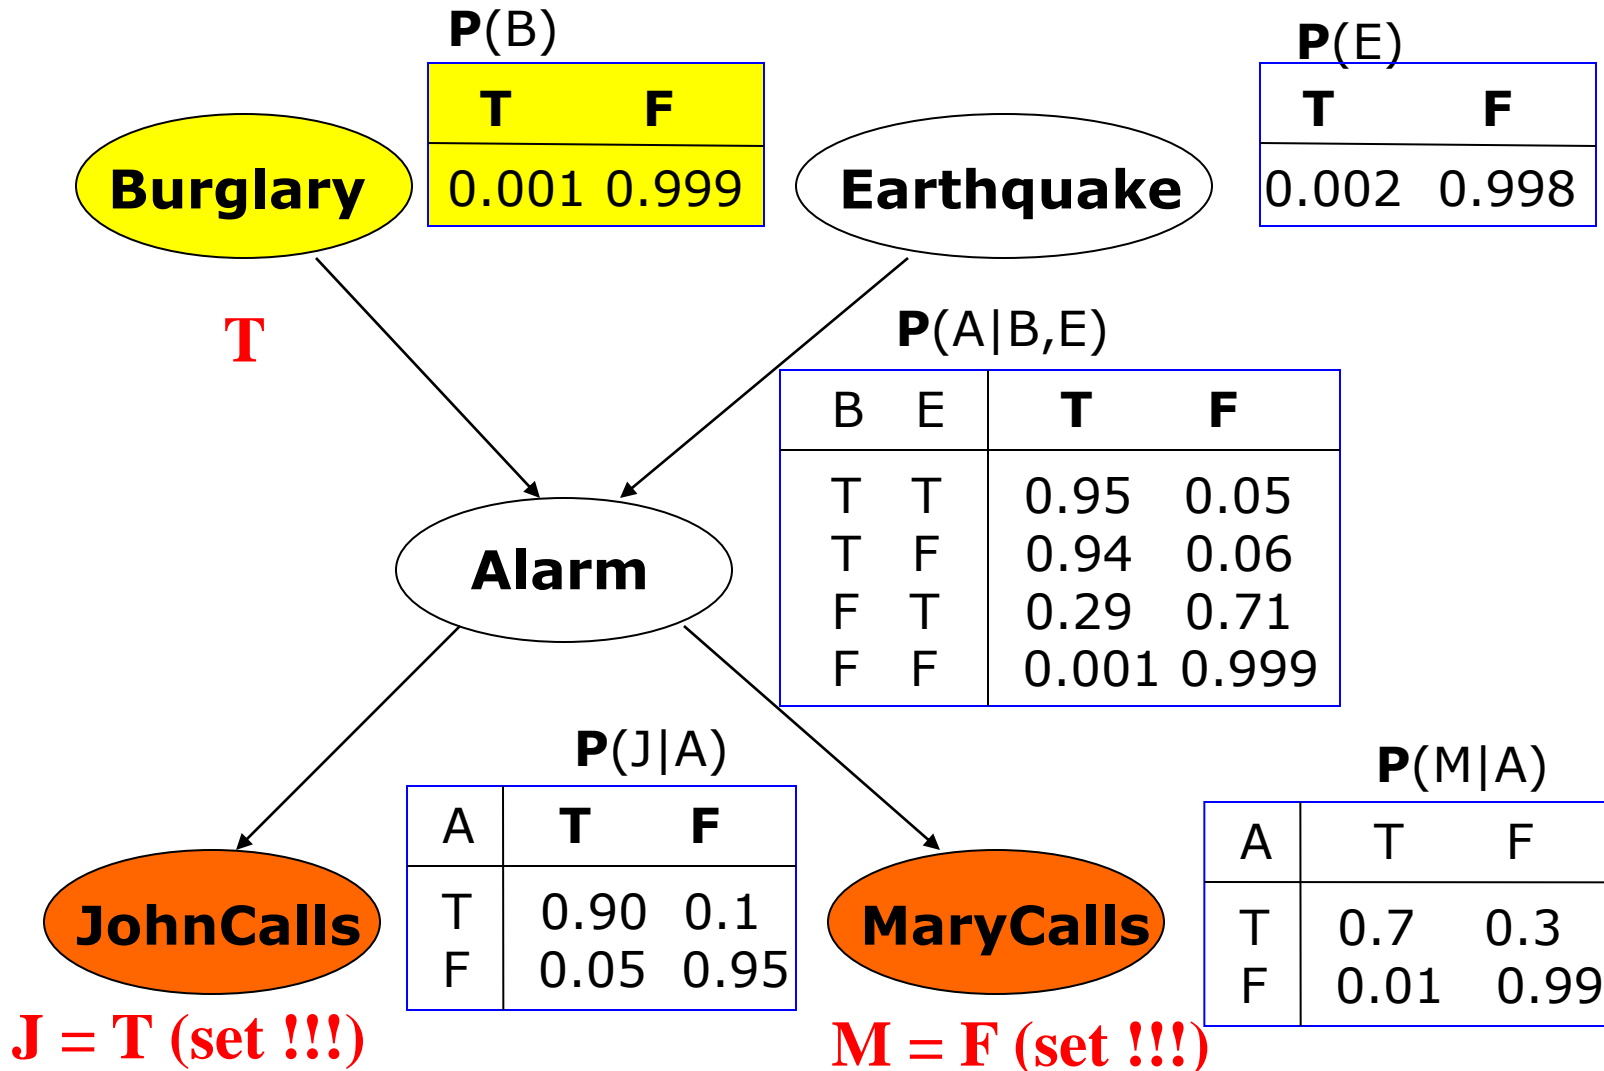 P(B)
T F
0.001 0.999
P(E)
T F
0.002 0.998
Burglary
Earthquake
T
P(A|B,E)
B E T F
T T 0.95 0.05
T F 0.94 0.06
F T 0.29 0.71
F F 0.001 0.999
Alarm
P(J|A)
A T F
T 0.90 0.1
F 0.05 0.95
P(M|A)
A T F
T 0.7 0.3
F 0.01 0.99
JohnCalls
MaryCalls
J = T (set !!!)
M = F (set !!!)